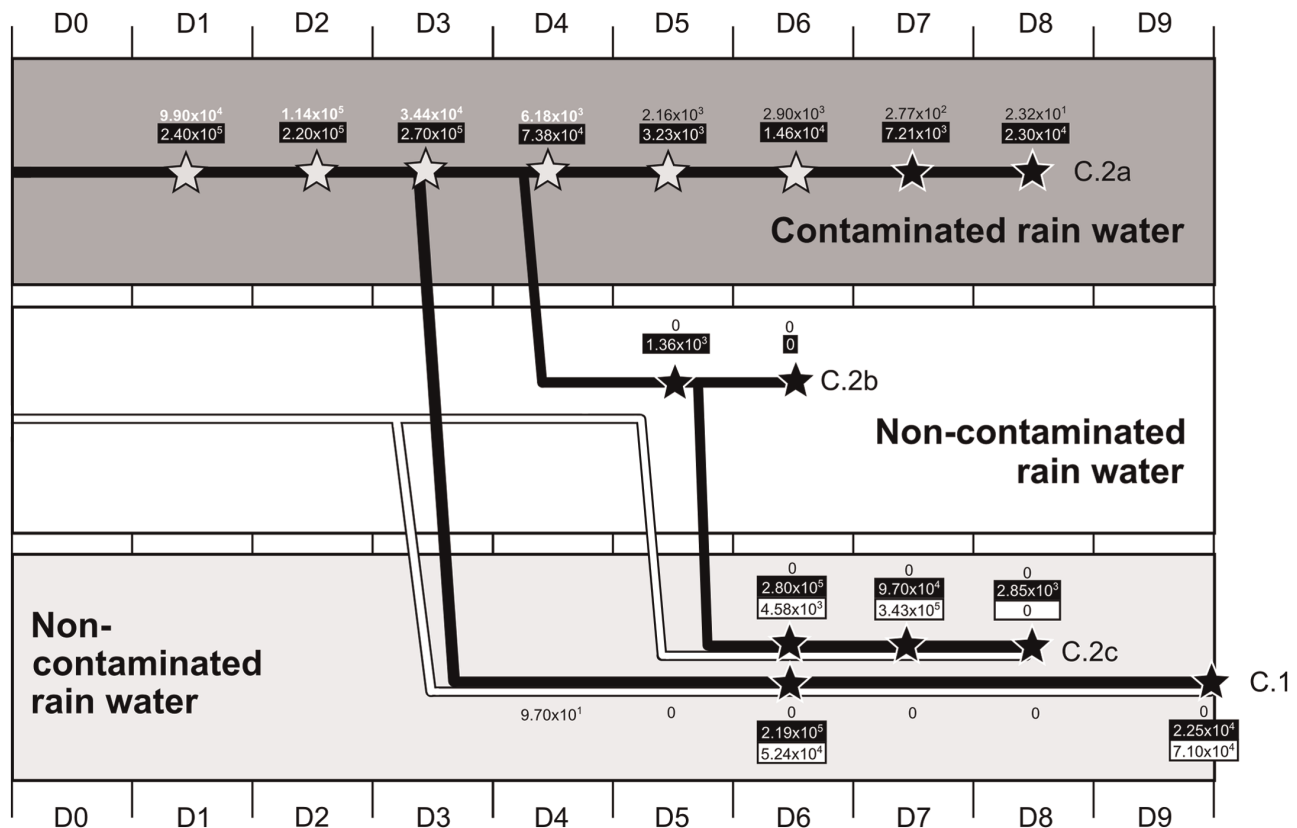 D0 D1 D2 D3 D4 D5 D6 D7 D8 D9
9.90x10⁴ 1.14x10⁵ 3.44x10⁴ 6.18x10³ 2.16x10³ 2.90x10³ 2.77x10² 2.32x10¹
2.40x10⁵ 2.20x10⁵ 2.70x10⁵ 7.38x10⁴ 3.23x10³ 1.46x10⁴ 7.21x10³ 2.30x10⁴
C.2a
Contaminated rain water
0 0
1.36x10³ 0
C.2b
Non-contaminated
rain water
0 0 0
2.80x10⁵ 9.70x10⁴ 2.85x10³
4.58x10³ 3.43x10⁵ 0
Non-
contaminated
rain water
C.2c
C.1
9.70x10¹ 0 0 0 0 0
2.19x10⁵ 2.25x10⁴
5.24x10⁴ 7.10x10⁴
D0 D1 D2 D3 D4 D5 D6 D7 D8 D9